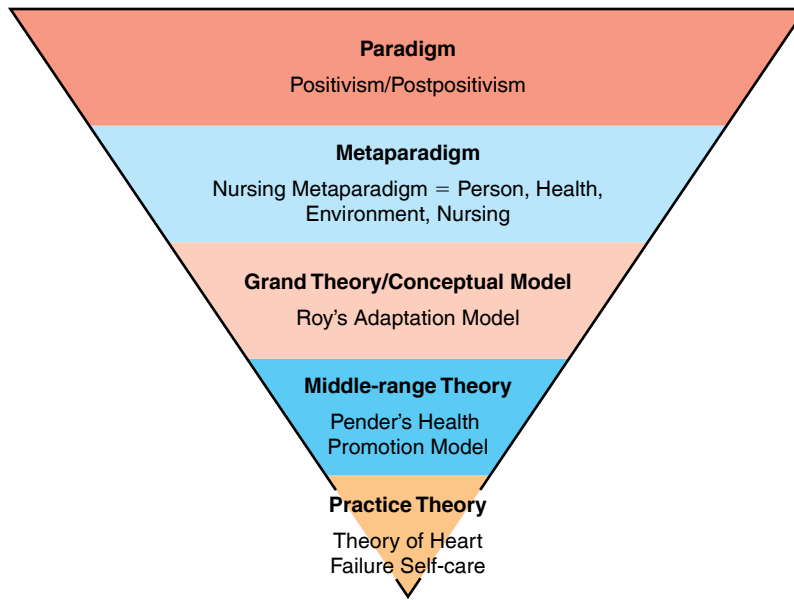 Paradigm
Positivism/Postpositivism
Metaparadigm
Nursing Metaparadigm = Person, Health,
Environment, Nursing
Grand Theory/Conceptual Model
Roy's Adaptation Model
Middle-range Theory
Pender's Health
Promotion Model
Practice Theory
Theory of Heart
Failure Self-care